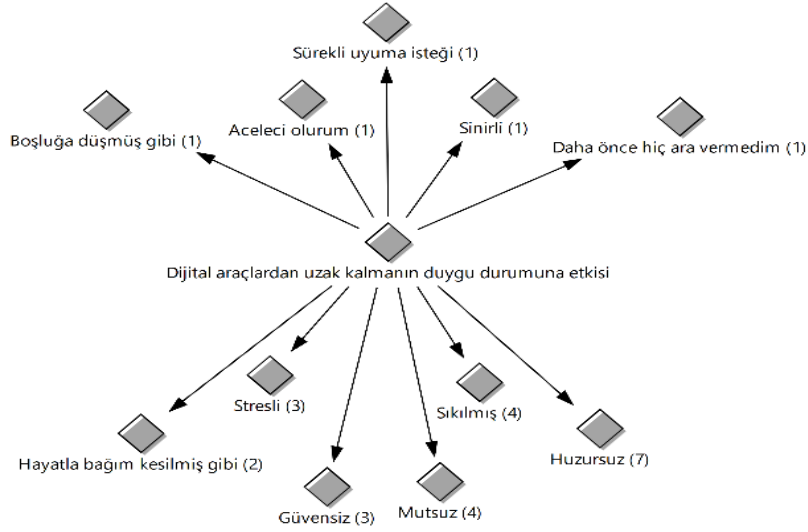 Sürekli uyuma isteği (1)
Boşluğa düşmüş gibi (1)
Aceleci olurum (1)
Sinirli (1)
Daha önce hiç ara vermedim (1)
Dijital araçlardan uzak kalmanın duygu durumuna etkisi
Stresli (3)
Sıkılmış (4)
Hayatla bağım kesilmiş gibi (2)
Huzursuz (7)
Güvensiz (3)
Mutsuz (4)